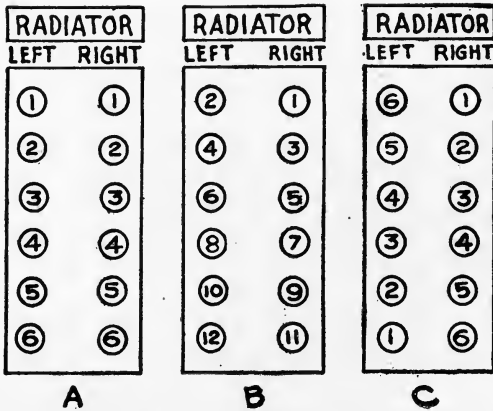 RADIATOR RADIATOR RADIATOR
LEFT RIGHT LEFT RIGHT LEFT RIGHT
1 1 2 1 6 1
2 2 4 3 5 2
3 3 6 5 4 3
4 4 8 7 3 4
5 5 10 9 2 5
6 6 12 11 1 6
A B C